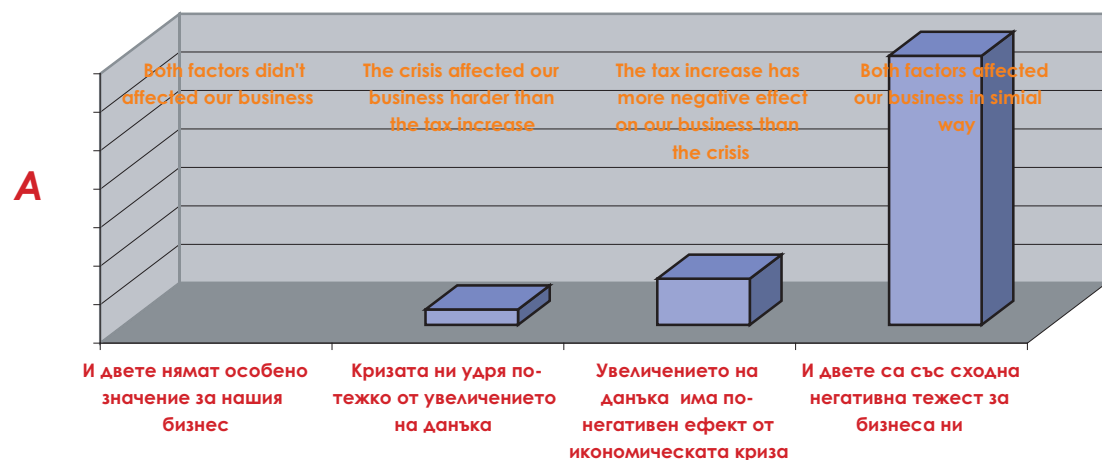 Both factors didn't
affected our business
The crisis affected our
business harder than
the tax increase
The tax increase has
more negative effect
on our business than
the crisis
Both factors affected
our business in simial
way
A
И двете нямат особено
значение за нашия
бизнес
Кризата ни удря по-
тежко от увеличението
на данъка
Увеличението на
данъка има по-
негативен ефект от
икономическата криза
И двете са със сходна
негативна тежест за
бизнеса ни